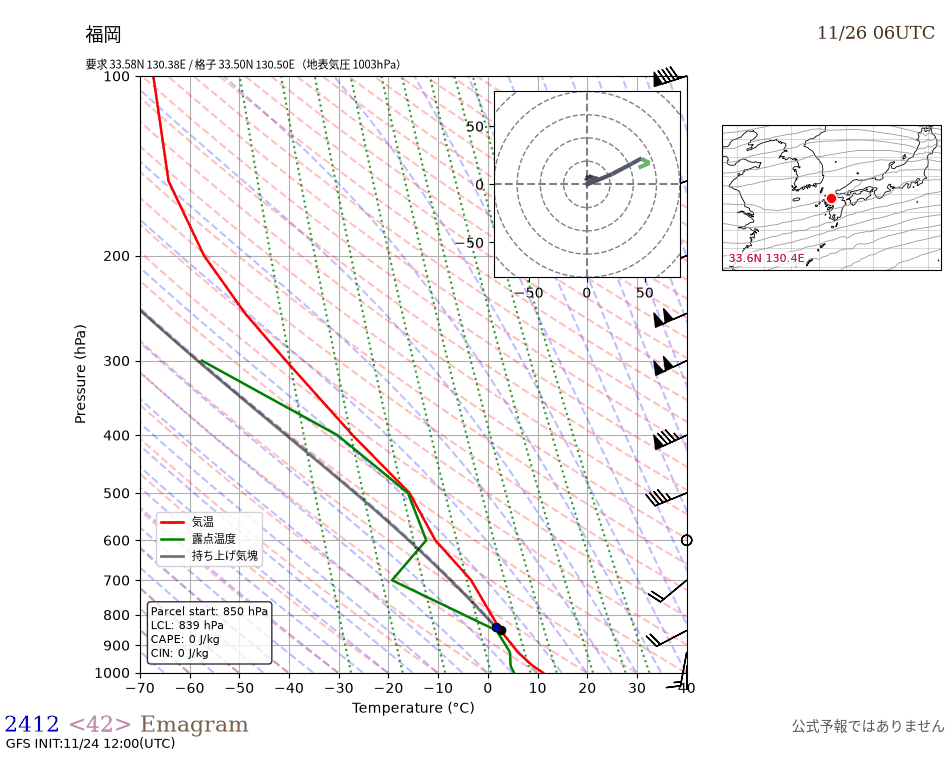 福岡
11/26 06UTC
要求 33.58N 130.38E / 格子 33.50N 130.50E（地表気圧 1003hPa）
100
200
300
400
500
600
700
800
900
1000
Pressure (hPa)
50
0
−50
−50 0 50
気温
露点温度
持ち上げ気塊
Parcel start: 850 hPa
LCL: 839 hPa
CAPE: 0 J/kg
CIN: 0 J/kg
−70 −60 −50 −40 −30 −20 −10 0 10 20 30 40
Temperature (°C)
33.6N 130.4E
2412 <42> Emagram
GFS INIT:11/24 12:00(UTC)
公式予報ではありません